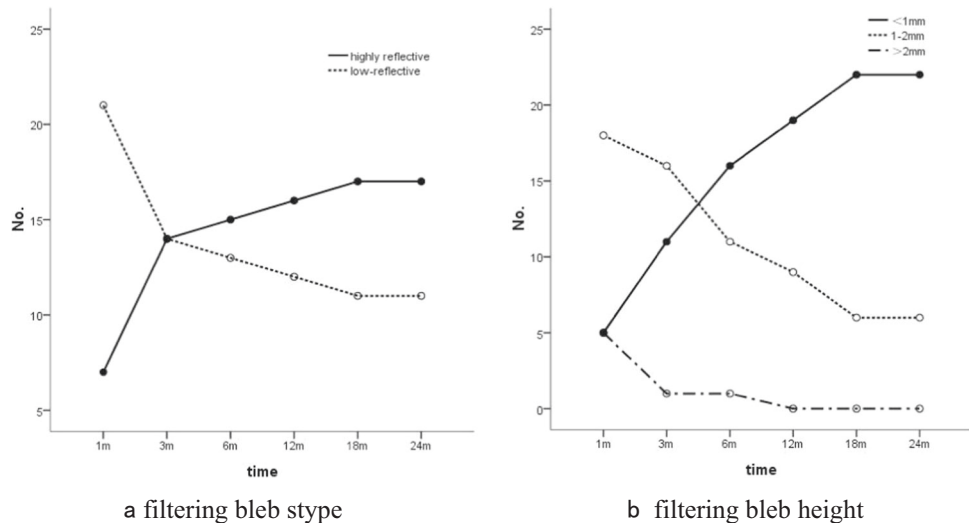 25
20
15
10
5
No.
highly reflective
low-reflective
1m 3m 6m 12m 18m 24m
time
a filtering bleb stype
25
20
15
10
5
0
No.
<1mm
1-2mm
>2mm
1m 3m 6m 12m 18m 24m
time
b filtering bleb height